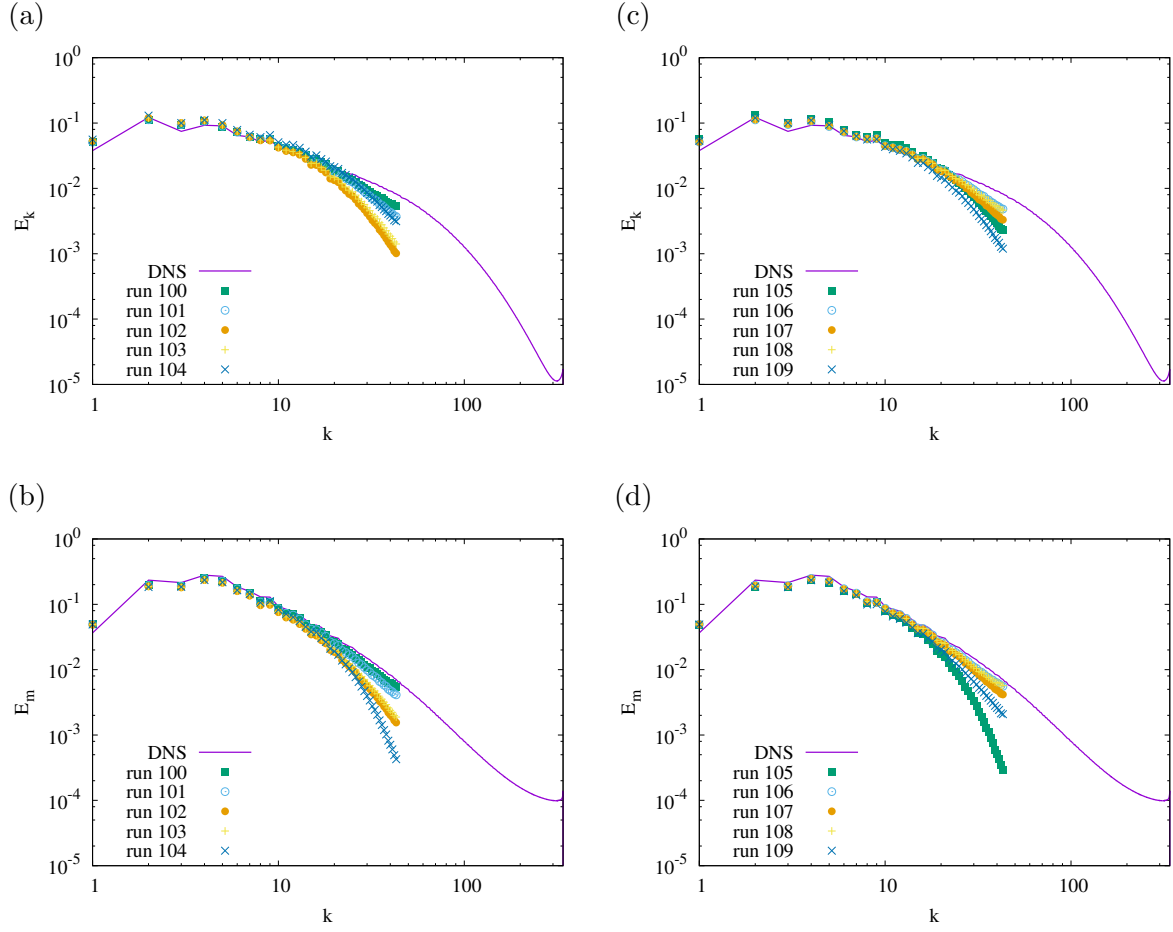 (a)
10^0
10^-1
10^-2
10^-3
10^-4
10^-5
E_k
DNS
run 100
run 101
run 102
run 103
run 104
1 10 100
k
(c)
10^0
10^-1
10^-2
10^-3
10^-4
10^-5
E_k
DNS
run 105
run 106
run 107
run 108
run 109
1 10 100
k
(b)
10^0
10^-1
10^-2
10^-3
10^-4
10^-5
E_m
DNS
run 100
run 101
run 102
run 103
run 104
1 10 100
k
(d)
10^0
10^-1
10^-2
10^-3
10^-4
10^-5
E_m
DNS
run 105
run 106
run 107
run 108
run 109
1 10 100
k